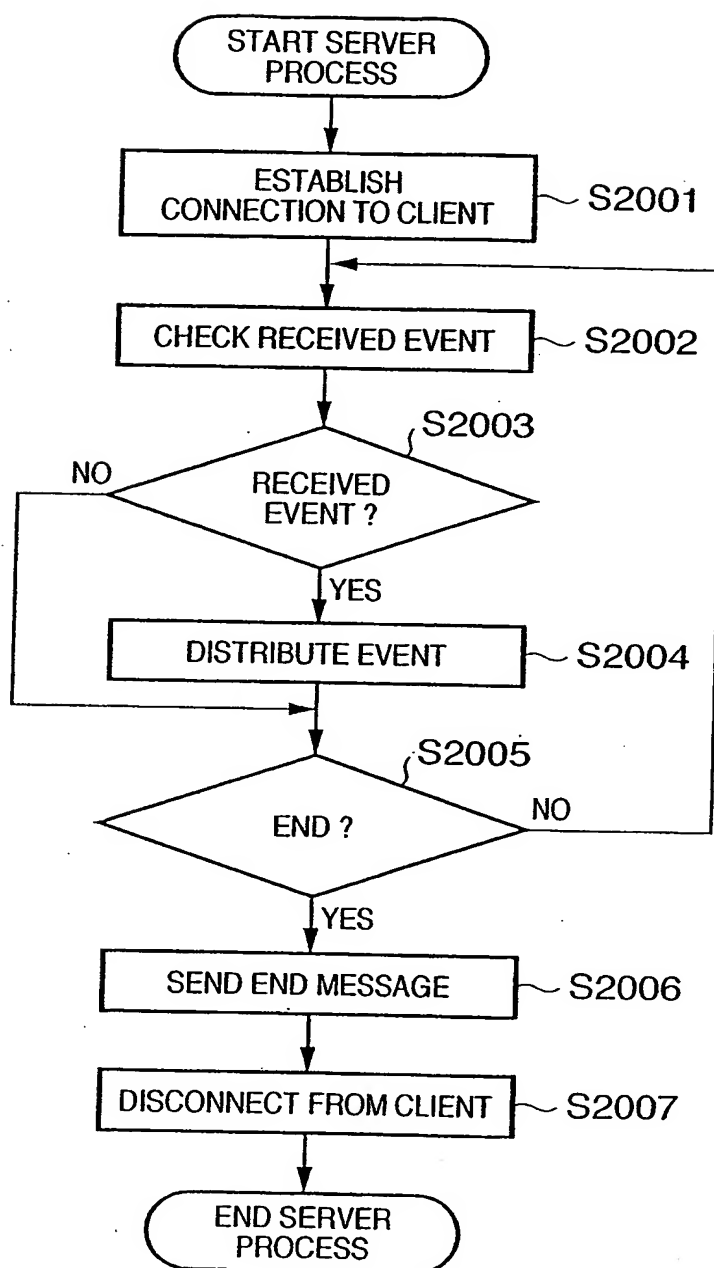 START SERVER
PROCESS
ESTABLISH
CONNECTION TO CLIENT
S2001
CHECK RECEIVED EVENT
S2002
S2003
NO
RECEIVED
EVENT ?
YES
DISTRIBUTE EVENT
S2004
S2005
END ?
NO
YES
SEND END MESSAGE
S2006
DISCONNECT FROM CLIENT
S2007
END SERVER
PROCESS